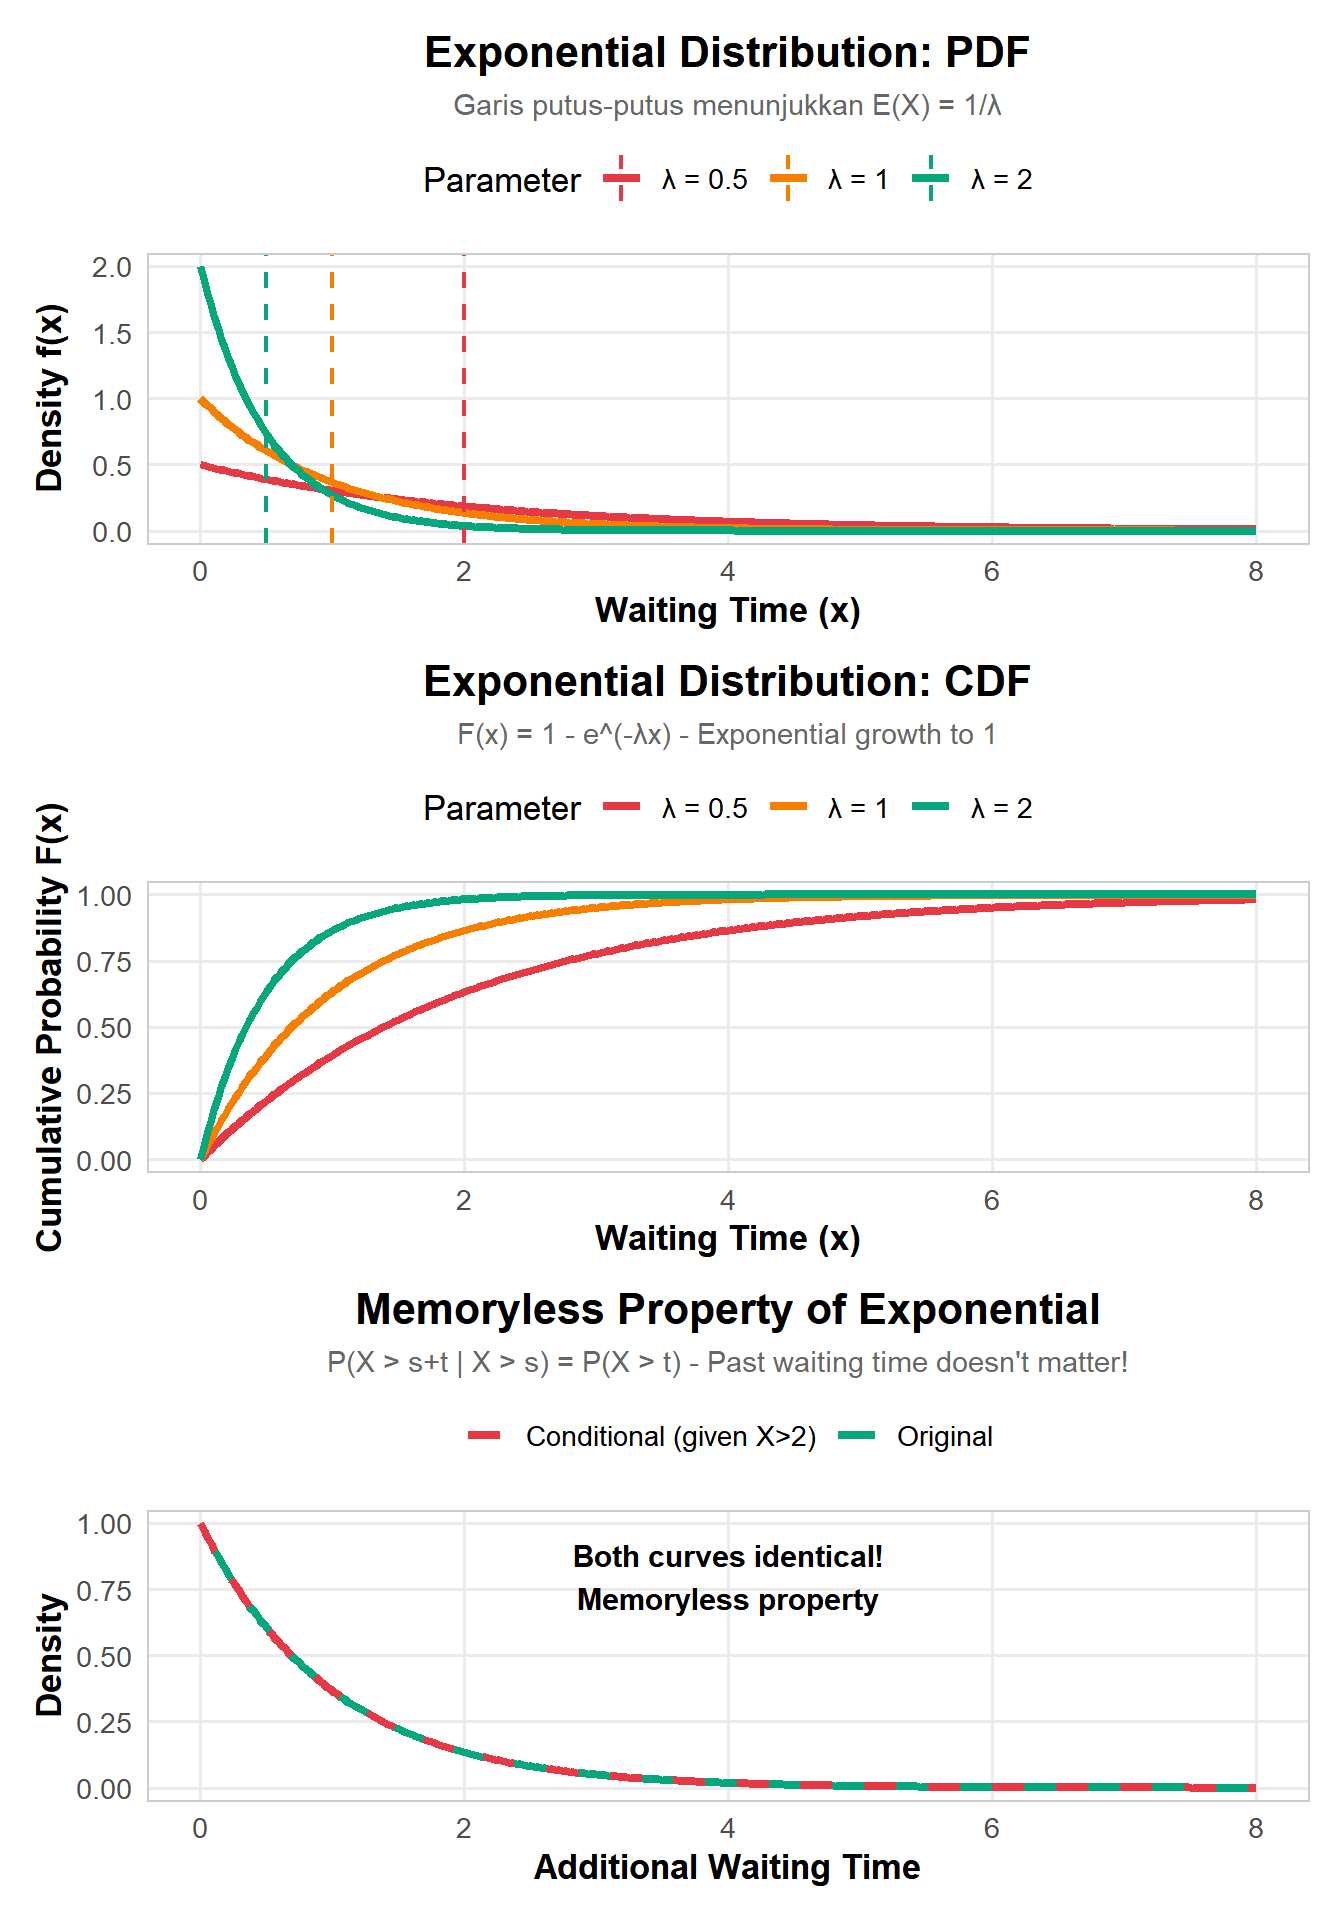 Exponential Distribution: PDF
Garis putus-putus menunjukkan E(X) = 1/λ
Parameter λ = 0.5 λ = 1 λ = 2
Density f(x)
2.0
1.5
1.0
0.5
0.0
0 2 4 6 8
Waiting Time (x)
Exponential Distribution: CDF
F(x) = 1 - e^(-λx) - Exponential growth to 1
Parameter λ = 0.5 λ = 1 λ = 2
Cumulative Probability F(x)
1.00
0.75
0.50
0.25
0.00
0 2 4 6 8
Waiting Time (x)
Memoryless Property of Exponential
P(X > s+t | X > s) = P(X > t) - Past waiting time doesn't matter!
Conditional (given X>2) Original
Density
1.00
0.75
0.50
0.25
0.00
Both curves identical!
Memoryless property
0 2 4 6 8
Additional Waiting Time